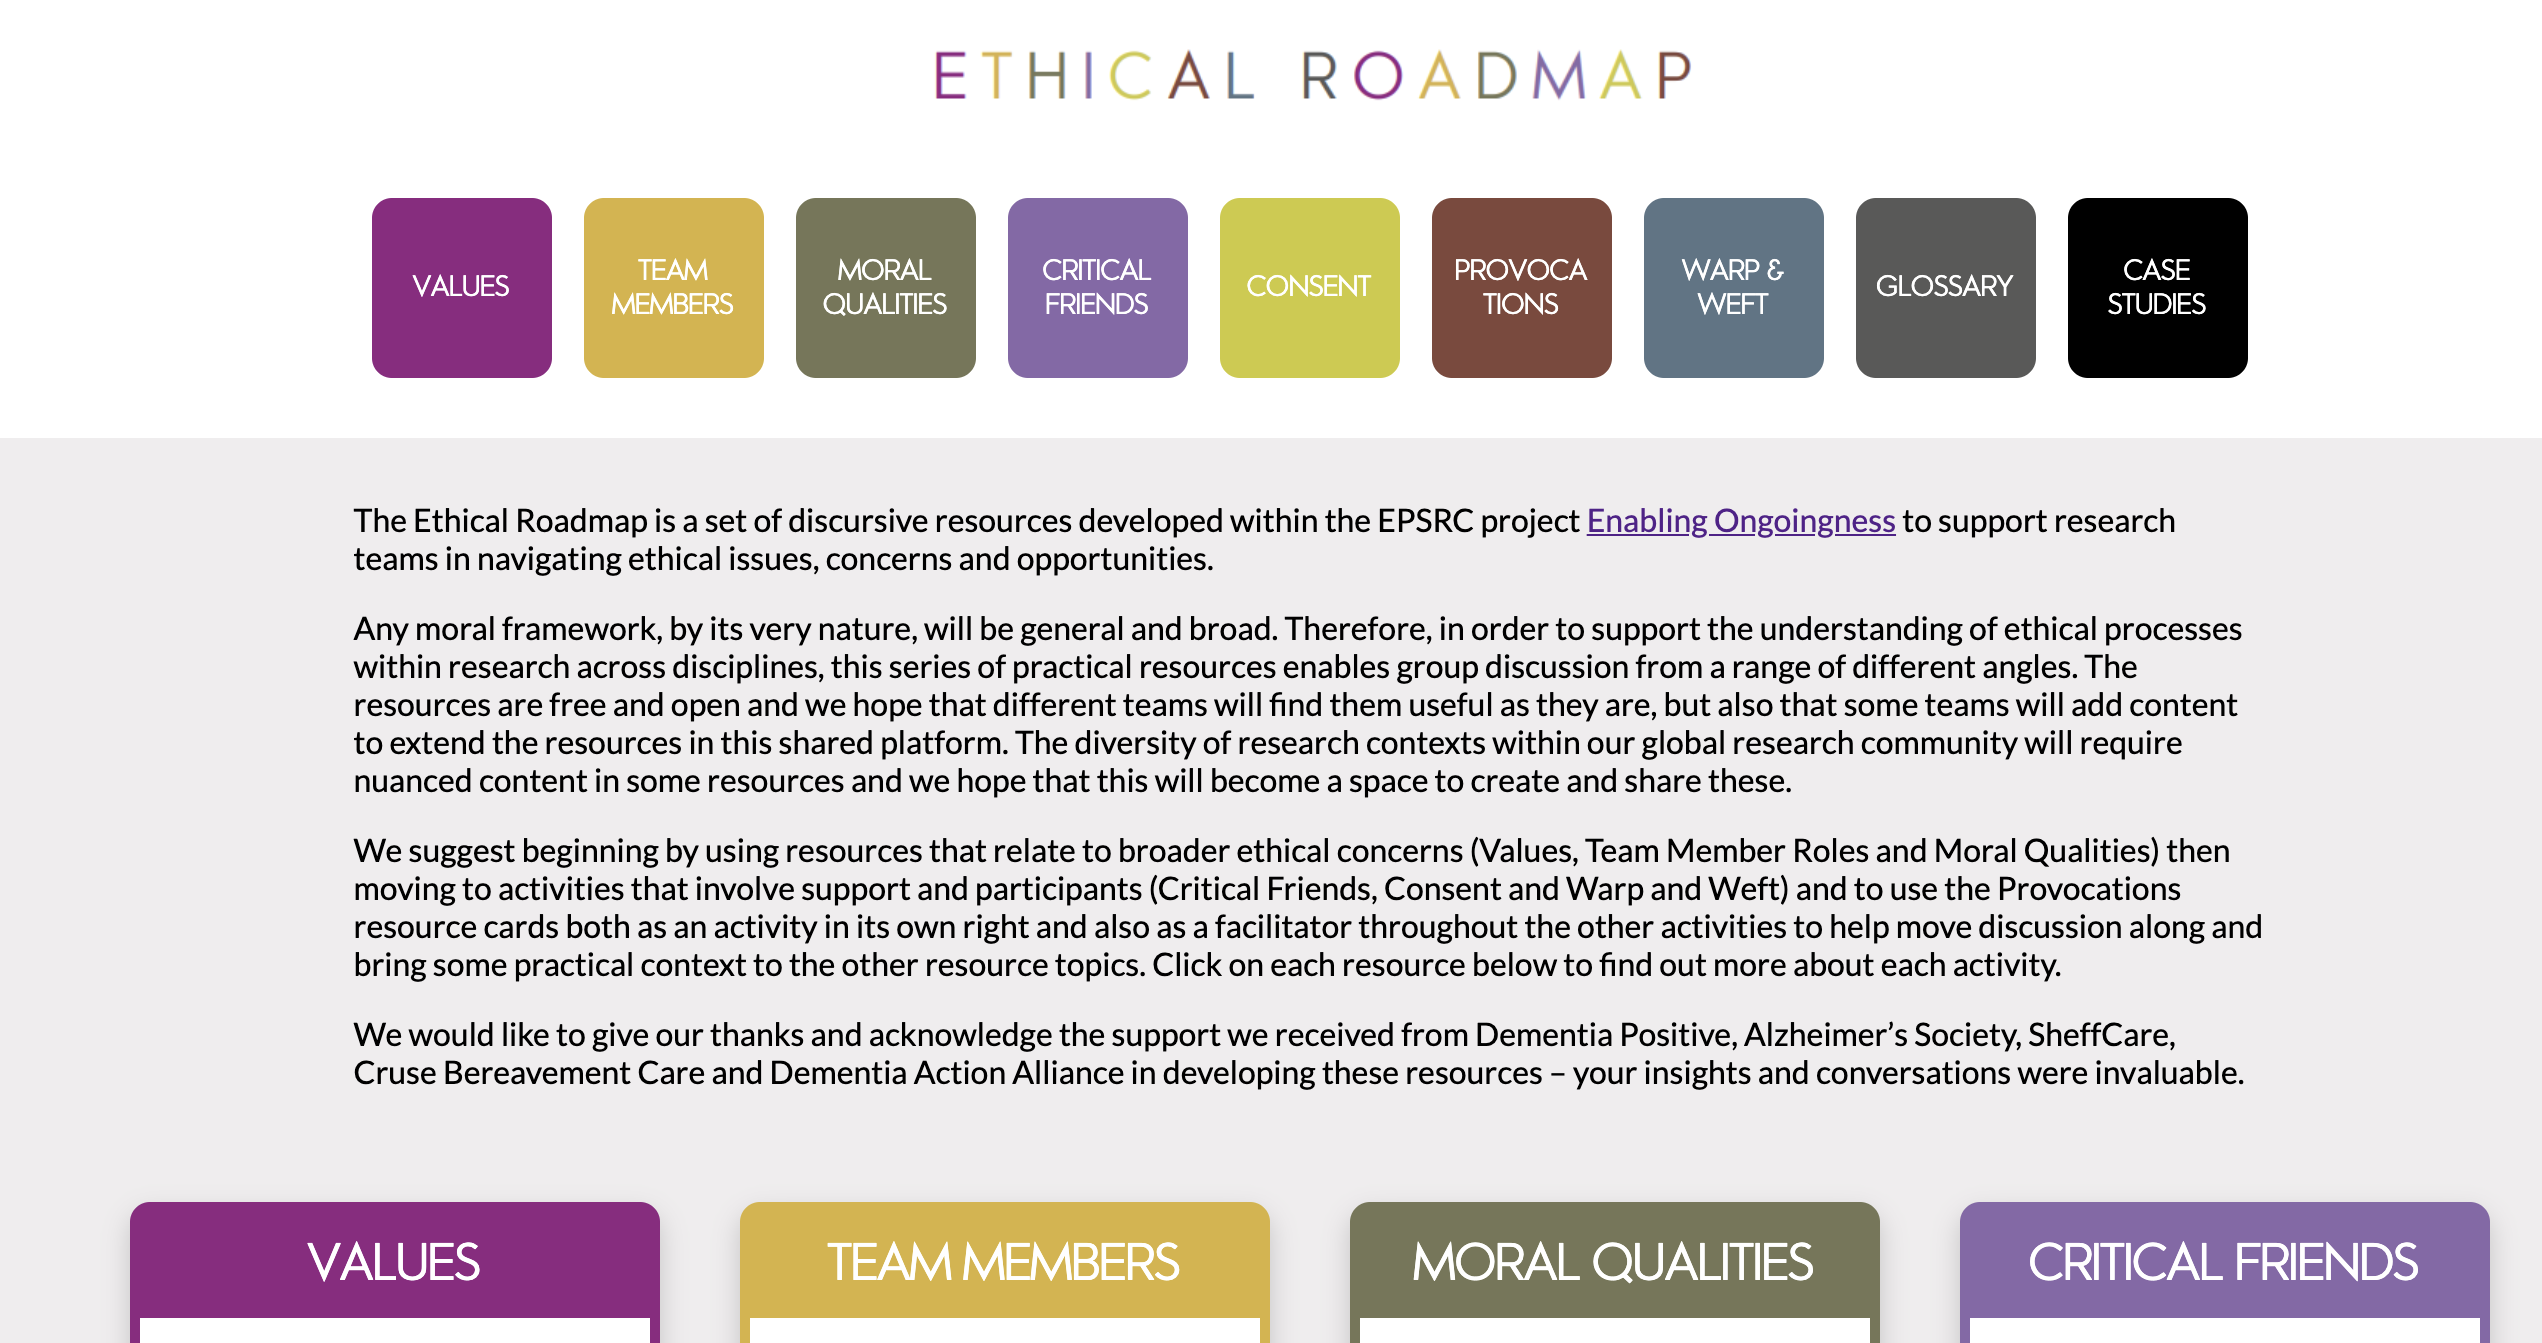 ETHICAL ROADMAP
VALUES
TEAM
MEMBERS
MORAL
QUALITIES
CRITICAL
FRIENDS
CONSENT
PROVOCA
TIONS
WARP &
WEFT
GLOSSARY
CASE
STUDIES
The Ethical Roadmap is a set of discursive resources developed within the EPSRC project Enabling Ongoingness to support research
teams in navigating ethical issues, concerns and opportunities.
Any moral framework, by its very nature, will be general and broad. Therefore, in order to support the understanding of ethical processes
within research across disciplines, this series of practical resources enables group discussion from a range of different angles. The
resources are free and open and we hope that different teams will find them useful as they are, but also that some teams will add content
to extend the resources in this shared platform. The diversity of research contexts within our global research community will require
nuanced content in some resources and we hope that this will become a space to create and share these.
We suggest beginning by using resources that relate to broader ethical concerns (Values, Team Member Roles and Moral Qualities) then
moving to activities that involve support and participants (Critical Friends, Consent and Warp and Weft) and to use the Provocations
resource cards both as an activity in its own right and also as a facilitator throughout the other activities to help move discussion along and
bring some practical context to the other resource topics. Click on each resource below to find out more about each activity.
We would like to give our thanks and acknowledge the support we received from Dementia Positive, Alzheimer’s Society, SheffCare,
Cruse Bereavement Care and Dementia Action Alliance in developing these resources – your insights and conversations were invaluable.
VALUES
TEAM MEMBERS
MORAL QUALITIES
CRITICAL FRIENDS